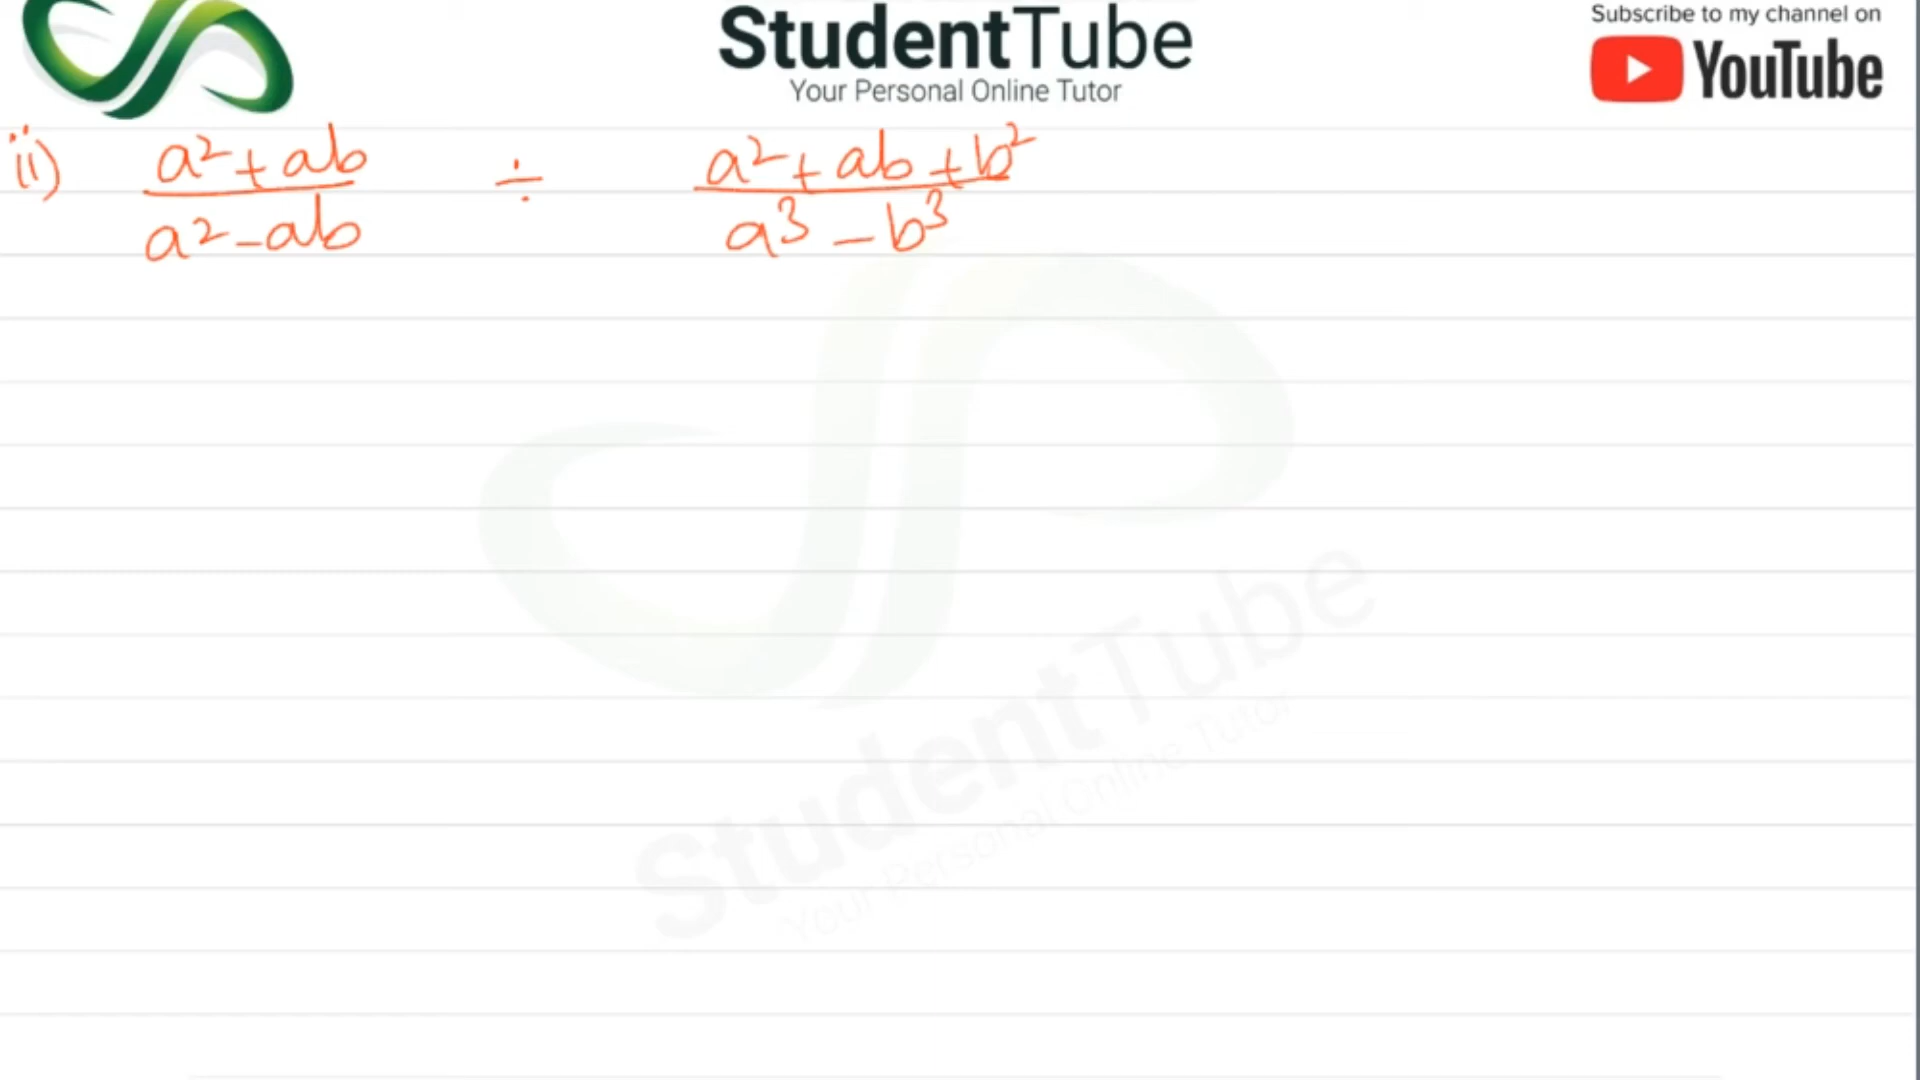 StudentTube
Your Personal Online Tutor
Subscribe to my channel on
YouTube
ii) a²+ab ÷ a²+ab+b²
a²-ab a³-b³
StudentTube
Your Personal Online Tutor